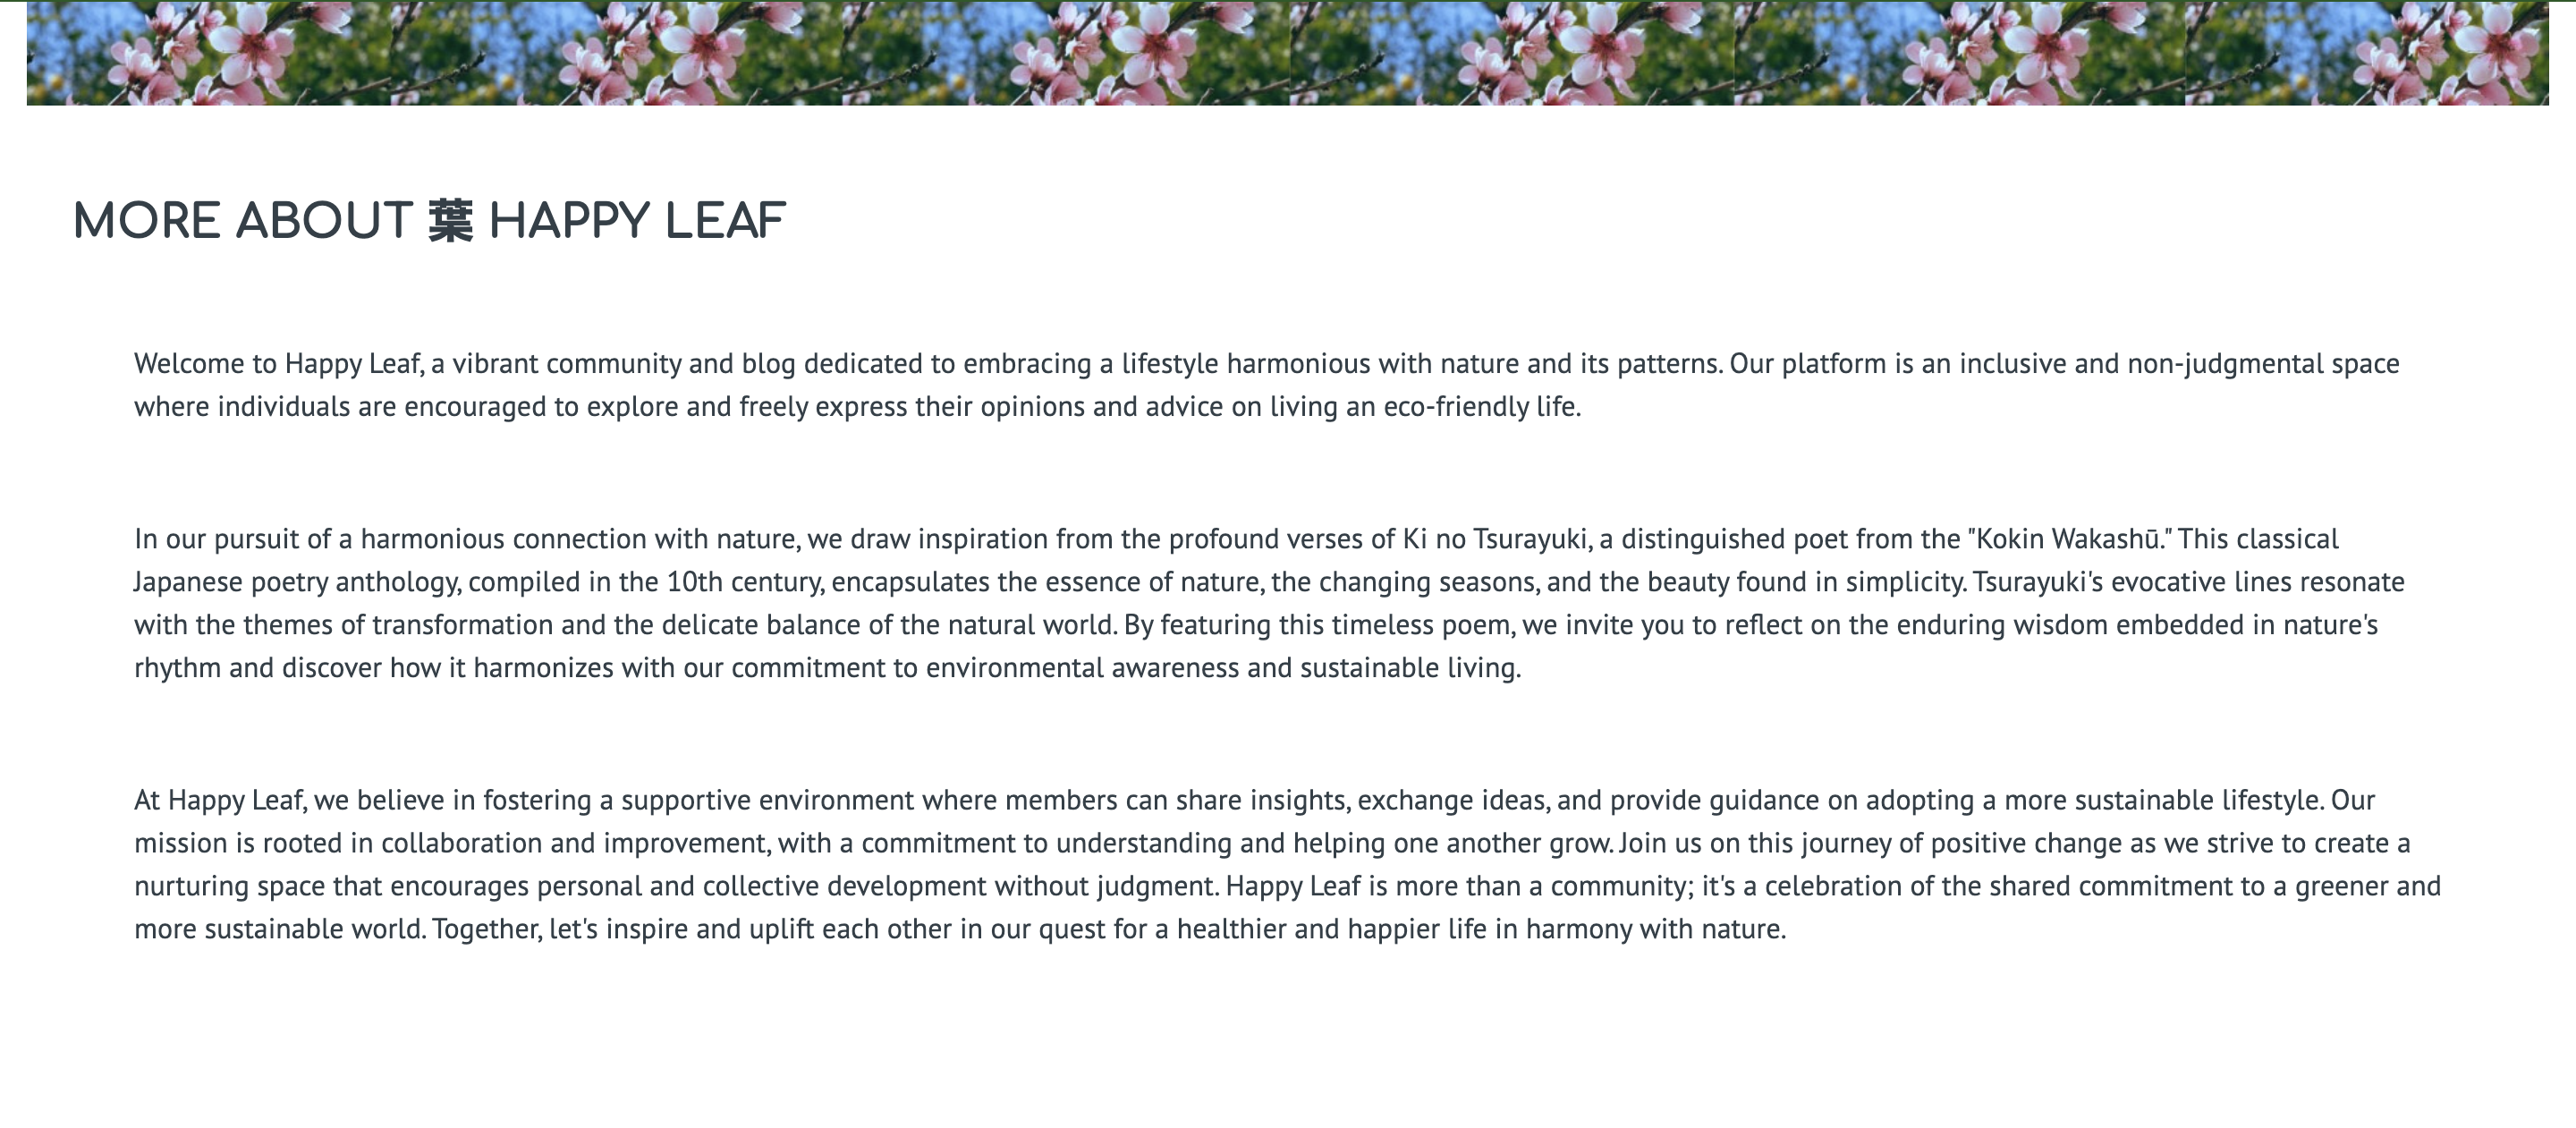 MORE ABOUT 葉 HAPPY LEAF
Welcome to Happy Leaf, a vibrant community and blog dedicated to embracing a lifestyle harmonious with nature and its patterns. Our platform is an inclusive and non-judgmental space
where individuals are encouraged to explore and freely express their opinions and advice on living an eco-friendly life.
In our pursuit of a harmonious connection with nature, we draw inspiration from the profound verses of Ki no Tsurayuki, a distinguished poet from the "Kokin Wakashū." This classical
Japanese poetry anthology, compiled in the 10th century, encapsulates the essence of nature, the changing seasons, and the beauty found in simplicity. Tsurayuki's evocative lines resonate
with the themes of transformation and the delicate balance of the natural world. By featuring this timeless poem, we invite you to reflect on the enduring wisdom embedded in nature's
rhythm and discover how it harmonizes with our commitment to environmental awareness and sustainable living.
At Happy Leaf, we believe in fostering a supportive environment where members can share insights, exchange ideas, and provide guidance on adopting a more sustainable lifestyle. Our
mission is rooted in collaboration and improvement, with a commitment to understanding and helping one another grow. Join us on this journey of positive change as we strive to create a
nurturing space that encourages personal and collective development without judgment. Happy Leaf is more than a community; it's a celebration of the shared commitment to a greener and
more sustainable world. Together, let's inspire and uplift each other in our quest for a healthier and happier life in harmony with nature.